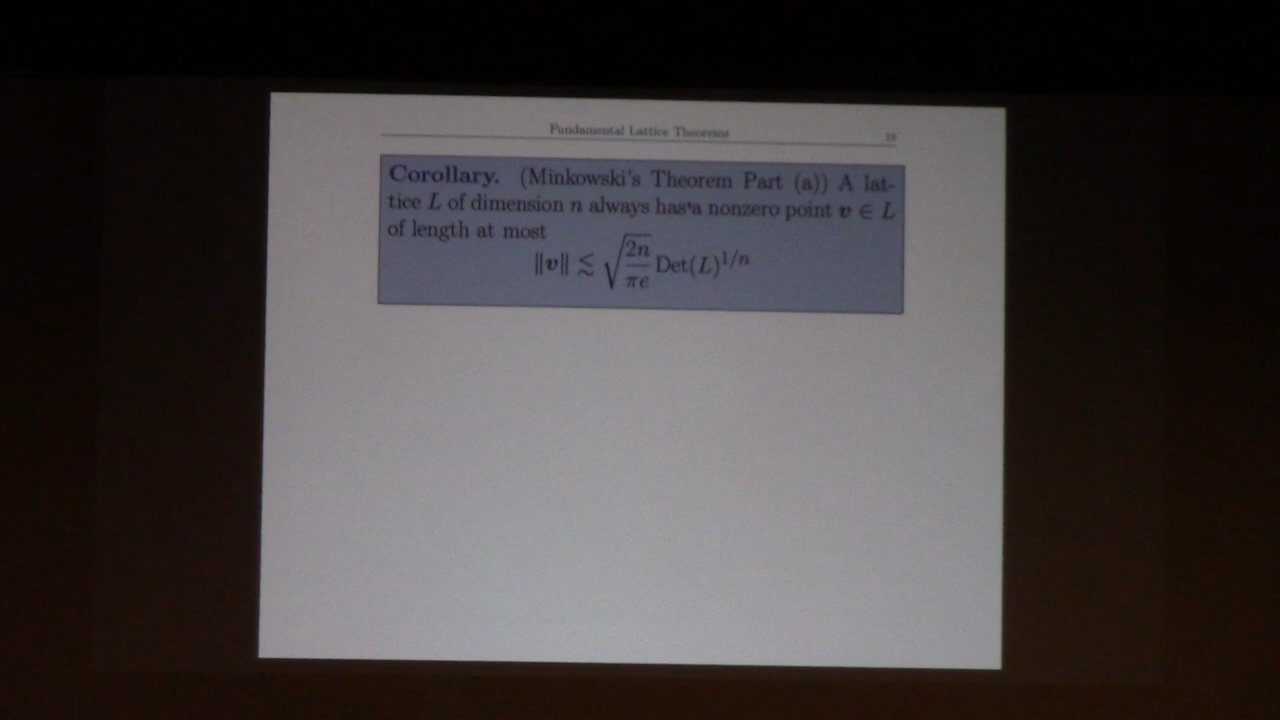 Fundamental Lattice Theorems
Corollary. (Minkowski's Theorem Part (a)) A lat-
tice L of dimension n always has a nonzero point v ∈ L
of length at most
‖v‖ ≲ √(2n/πe) Det(L)^{1/n}